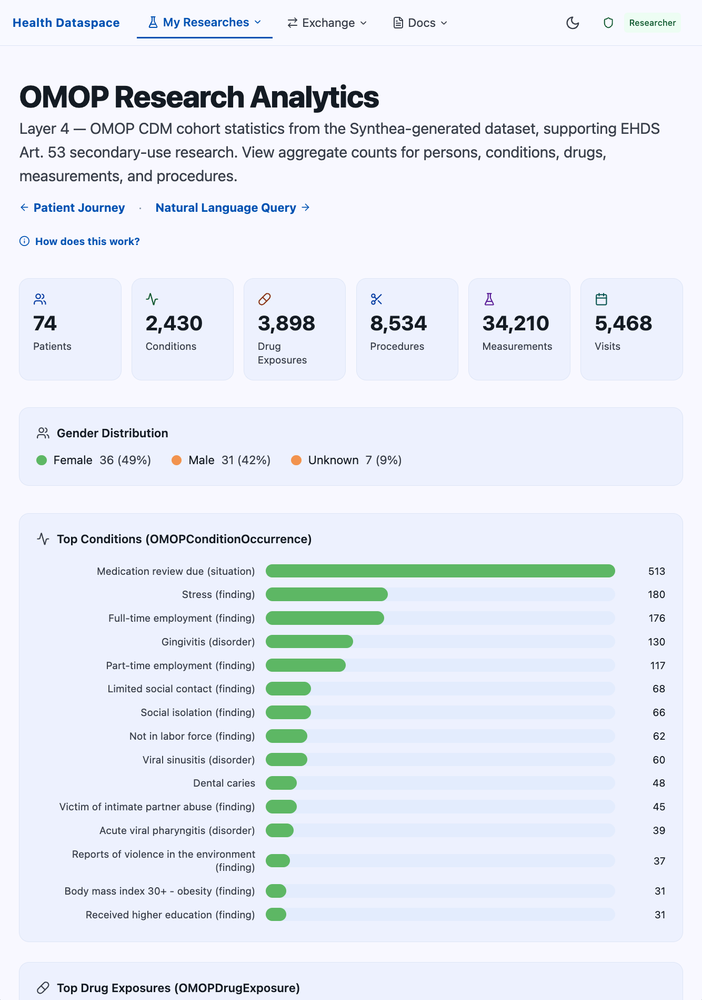 Health Dataspace
My Researches
Exchange
Docs
Researcher
OMOP Research Analytics
Layer 4 — OMOP CDM cohort statistics from the Synthea-generated dataset, supporting EHDS
Art. 53 secondary-use research. View aggregate counts for persons, conditions, drugs,
measurements, and procedures.
← Patient Journey · Natural Language Query →
How does this work?
74
Patients
2,430
Conditions
3,898
Drug
Exposures
8,534
Procedures
34,210
Measurements
5,468
Visits
Gender Distribution
Female 36 (49%) Male 31 (42%) Unknown 7 (9%)
Top Conditions (OMOPConditionOccurrence)
Medication review due (situation) 513
Stress (finding) 180
Full-time employment (finding) 176
Gingivitis (disorder) 130
Part-time employment (finding) 117
Limited social contact (finding) 68
Social isolation (finding) 66
Not in labor force (finding) 62
Viral sinusitis (disorder) 60
Dental caries 48
Victim of intimate partner abuse (finding) 45
Acute viral pharyngitis (disorder) 39
Reports of violence in the environment
(finding) 37
Body mass index 30+ - obesity (finding) 31
Received higher education (finding) 31
Top Drug Exposures (OMOPDrugExposure)